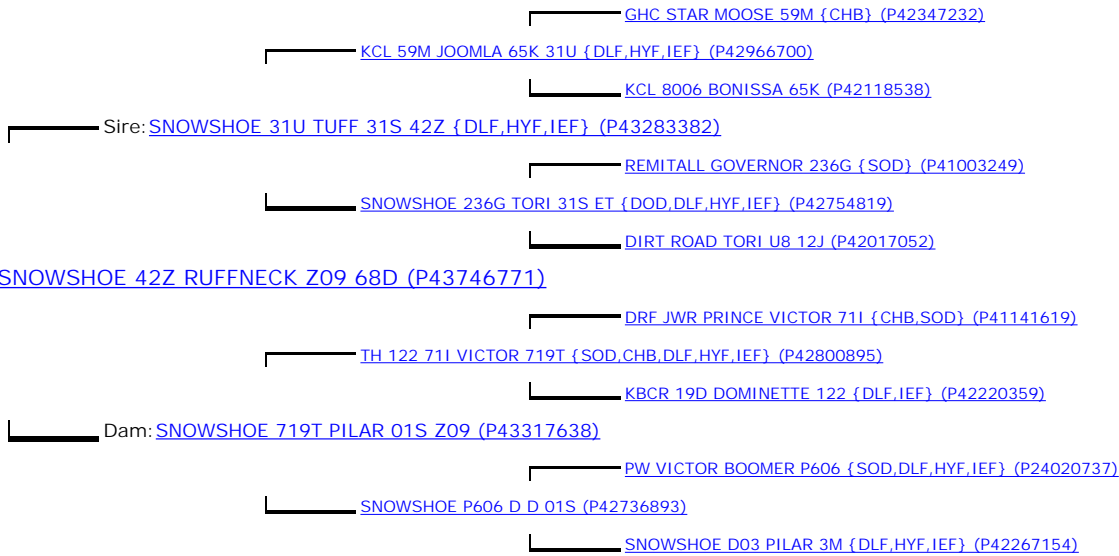 GHC STAR MOOSE 59M {CHB} (P42347232)
KCL 59M JOOMLA 65K 31U {DLF,HYF,IEF} (P42966700)
KCL 8006 BONISSA 65K (P42118538)
Sire: SNOWSHOE 31U TUFF 31S 42Z {DLF,HYF,IEF} (P43283382)
REMITALL GOVERNOR 236G {SOD} (P41003249)
SNOWSHOE 236G TORI 31S ET {DOD,DLF,HYF,IEF} (P42754819)
DIRT ROAD TORI U8 12J (P42017052)
SNOWSHOE 42Z RUFFNECK Z09 68D (P43746771)
DRF JWR PRINCE VICTOR 71I {CHB,SOD} (P41141619)
TH 122 71I VICTOR 719T {SOD,CHB,DLF,HYF,IEF} (P42800895)
KBCR 19D DOMINETTE 122 {DLF,IEF} (P42220359)
Dam: SNOWSHOE 719T PILAR 01S Z09 (P43317638)
PW VICTOR BOOMER P606 {SOD,DLF,HYF,IEF} (P24020737)
SNOWSHOE P606 D D 01S (P42736893)
SNOWSHOE D03 PILAR 3M {DLF,HYF,IEF} (P42267154)